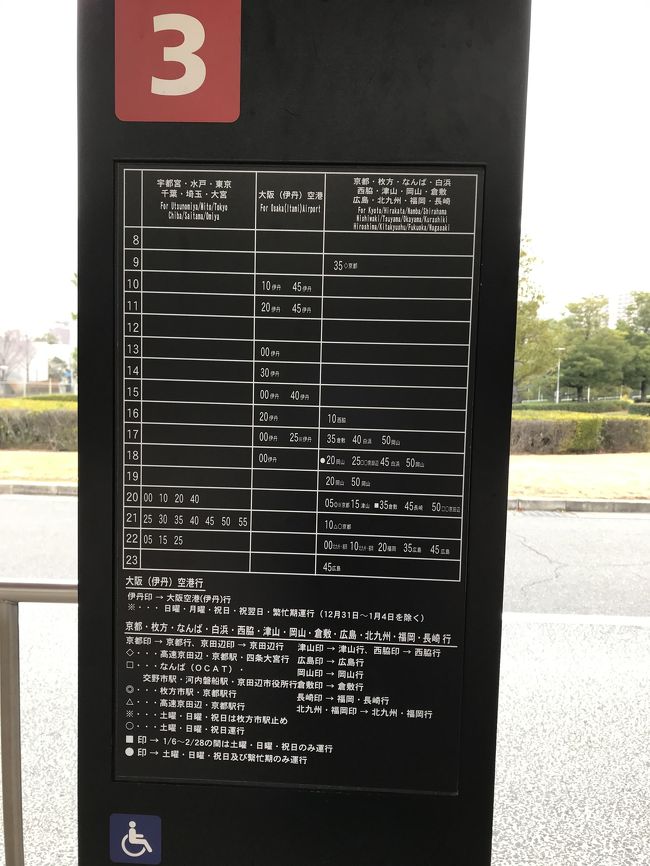 3
宇都宮・水戸・東京
千葉・埼玉・大宮
For Utsunomiya/Mito/Tokyo
Chiba/Saitama/Omiya
大阪（伊丹）空港
For Osaka(Itami)Airport
京都・枚方・なんば・白浜
西脇・津山・岡山・倉敷
広島・北九州・福岡・長崎
For Kyoto/Hirakata/Namba/Shirahama
Nishiwaki/Tsuyama/Okayama/Kurashiki
Hiroshima/Kitakyushu/Fukuoka/Nagasaki
8
9 35◇京都
10 10伊丹 45伊丹
11 20伊丹 45伊丹
12
13 00伊丹
14 30伊丹
15 00伊丹 40伊丹
16 20伊丹 10西脇
17 00伊丹 25※伊丹 35倉敷 40白浜 50岡山
18 00伊丹 ●20岡山 25 45白浜 50岡山
19 20岡山 50岡山
20 00 10 20 40 05 15津山 ■35倉敷 45長崎 50
21 25 30 35 40 45 50 55 10△○京都
22 05 15 25 00 10 20福岡 35広島 45広島
23 45広島
大阪（伊丹）空港行
伊丹印 → 大阪空港(伊丹)行
※・・・ 日曜・月曜・祝日・祝翌日・繁忙期運行（12月31日～1月4日を除く）
京都・枚方・なんば・白浜・西脇・津山・岡山・倉敷・広島・北九州・福岡・長崎 行
京都印 → 京都行、京田辺印 → 京田辺行
◇・・・高速京田辺・京都駅・四条大宮行
□・・・なんば（OCAT）・
交野市駅・河内磐船駅・京田辺市役所行
◎・・・枚方市駅・京都駅行
△・・・高速京田辺・京都駅行
※・・・土曜・日曜・祝日は枚方市駅止め
○・・・土曜・日曜・祝日運行
■ 印 → 1/6～2/28の間は土曜・日曜・祝日のみ運行
● 印 → 土曜・日曜・祝日及び繁忙期のみ運行
津山印 → 津山行、西脇印 → 西脇行
広島印 → 広島行
岡山印 → 岡山行
倉敷印 → 倉敷行
長崎印 → 福岡・長崎行
北九州・福岡印 → 北九州・福岡行